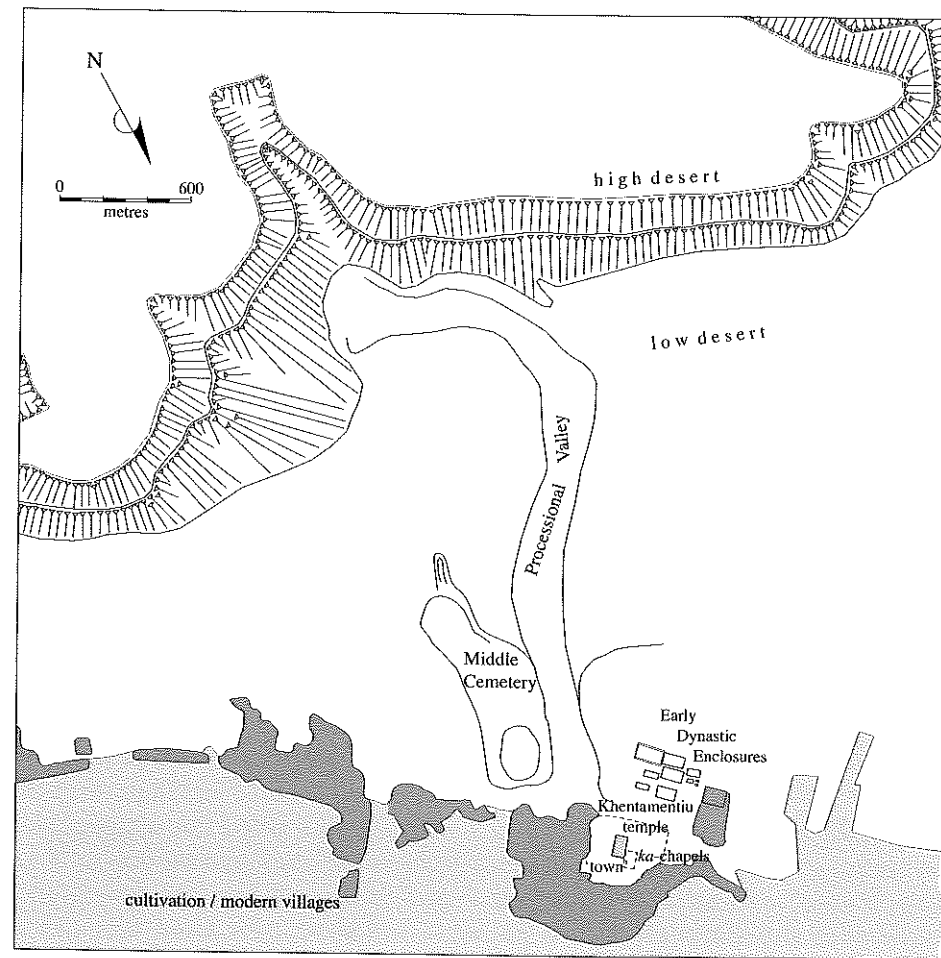 N
0 600
metres
high desert
low desert
Processional Valley
Middle
Cemetery
Early
Dynastic
Enclosures
Khentamentiu
temple
ka-chapels
town
cultivation / modern villages